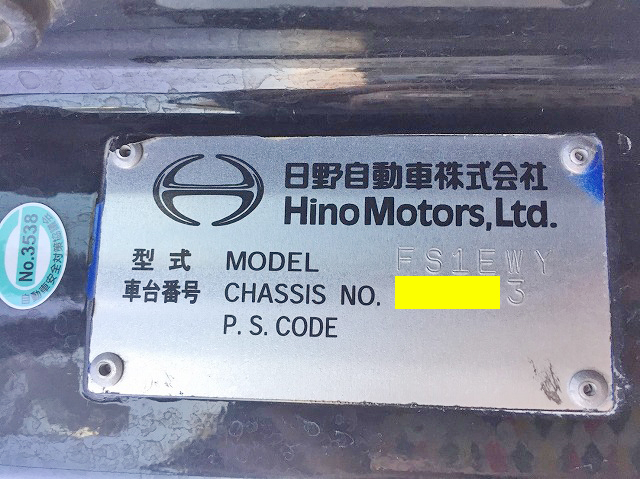 日野自動車株式会社
Hino Motors, Ltd.
型式 MODEL FS1EWY
車台番号 CHASSIS NO. 3
P.S. CODE
No.3538